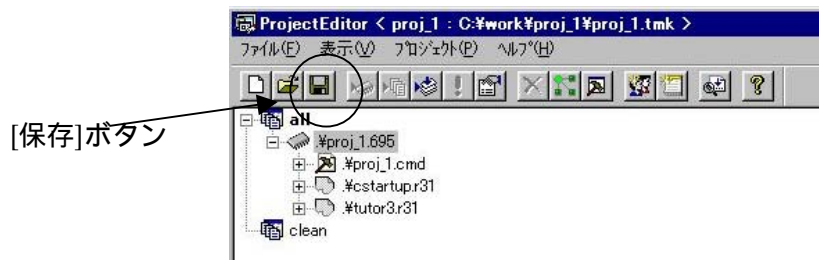 ProjectEditor < proj_1 : C:¥work¥proj_1¥proj_1.tmk >
ﾌｧｲﾙ(F) 表示(V) ﾌﾟﾛｼﾞｪｸﾄ(P) ﾍﾙﾌﾟ(H)
[保存]ボタン
all
.¥proj_1.695
.¥proj_1.cmd
.¥cstartup.r31
.¥tutor3.r31
clean